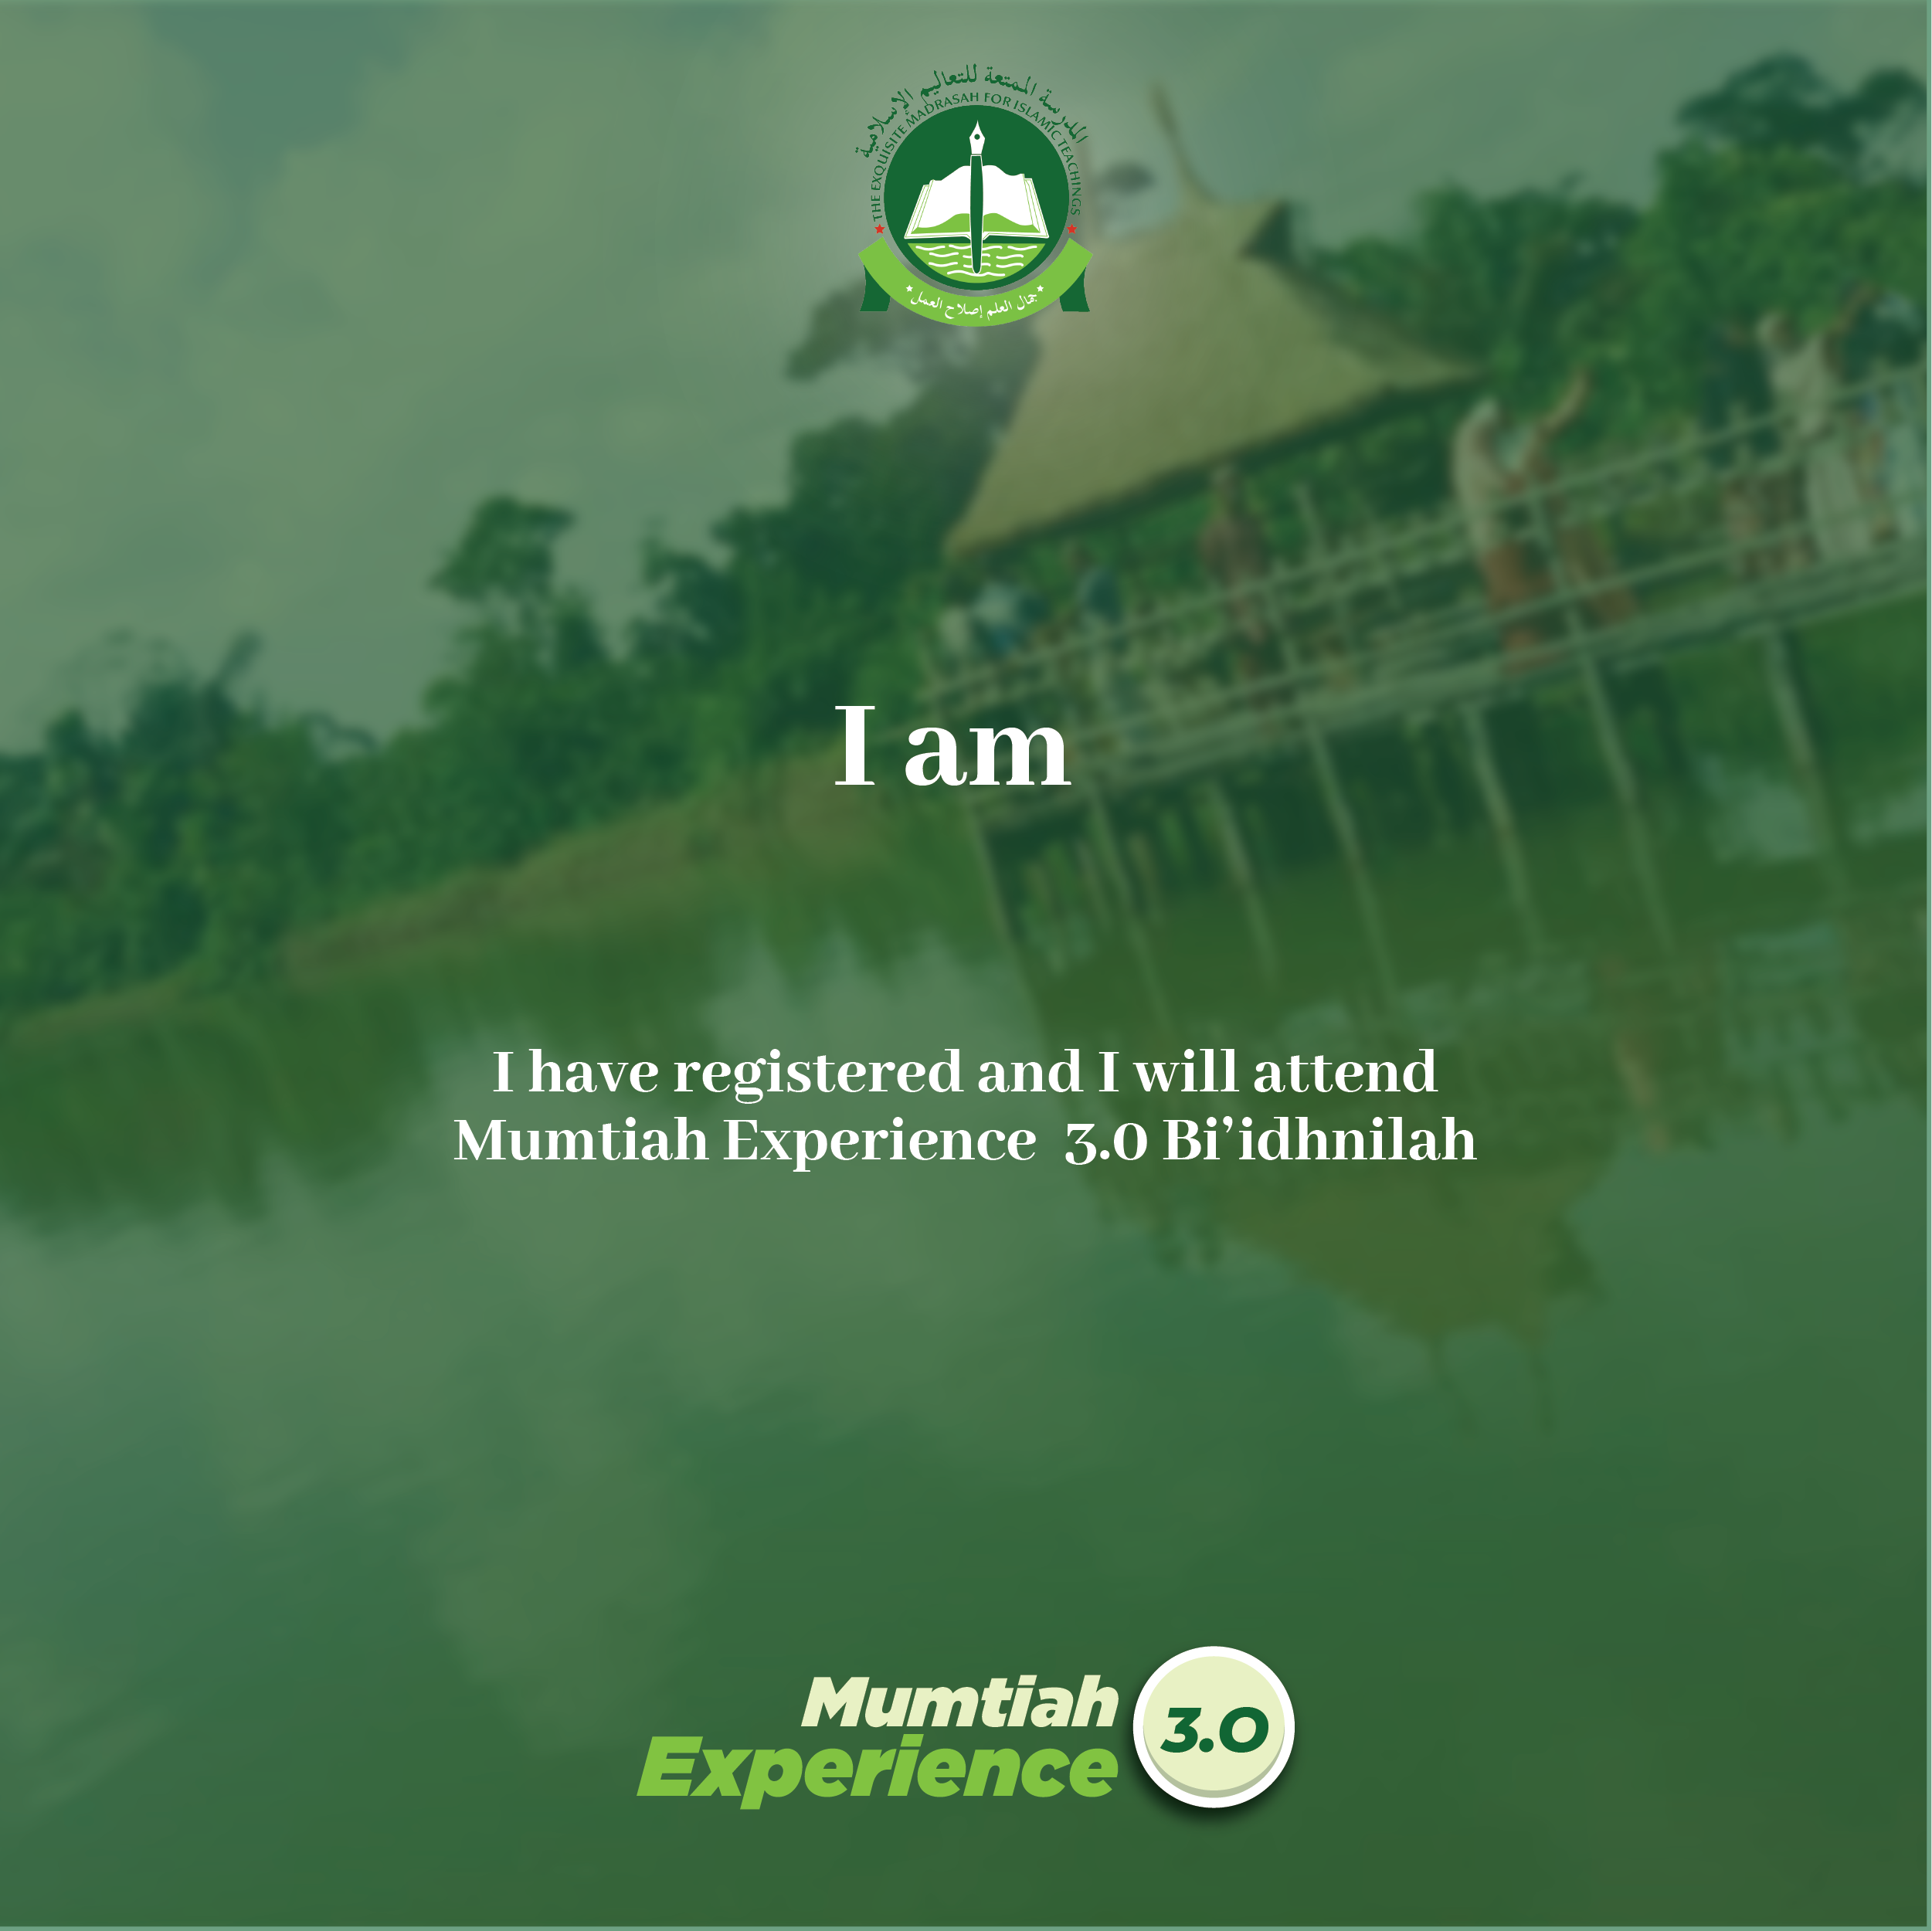 المدرسة الممتعة للتعاليم الإسلامية
THE EXQUISITE MADRASAH FOR ISLAMIC TEACHINGS
جمال العلم إصلاح العمل
I am
I have registered and I will attend
Mumtiah Experience 3.0 Bi’idhnilah
Mumtiah
Experience
3.0